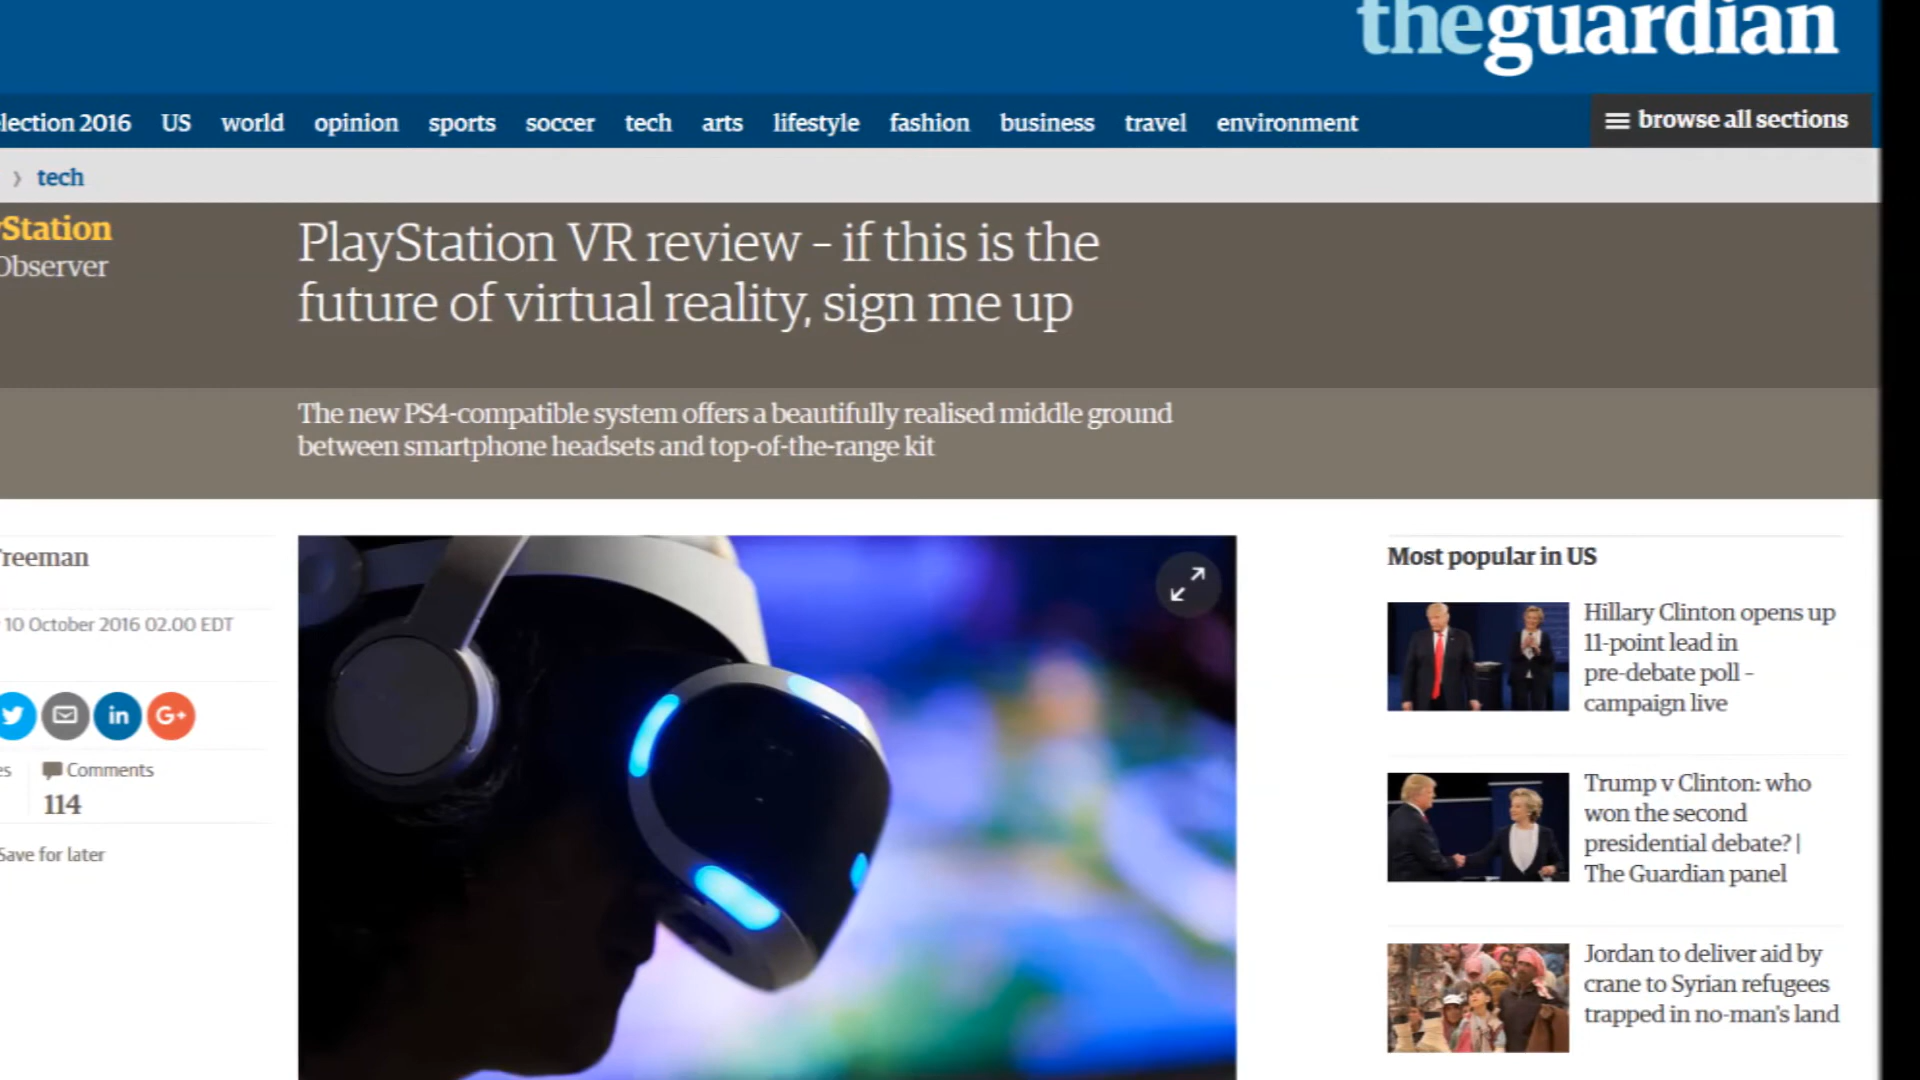 theguardian
election 2016 US world opinion sports soccer tech arts lifestyle fashion business travel environment browse all sections
tech
yStation
Observer
PlayStation VR review – if this is the
future of virtual reality, sign me up
The new PS4-compatible system offers a beautifully realised middle ground
between smartphone headsets and top-of-the-range kit
Freeman
10 October 2016 02.00 EDT
in
G+
es
Comments
114
Save for later
Most popular in US
Hillary Clinton opens up
11-point lead in
pre-debate poll –
campaign live
Trump v Clinton: who
won the second
presidential debate? |
The Guardian panel
Jordan to deliver aid by
crane to Syrian refugees
trapped in no-man's land